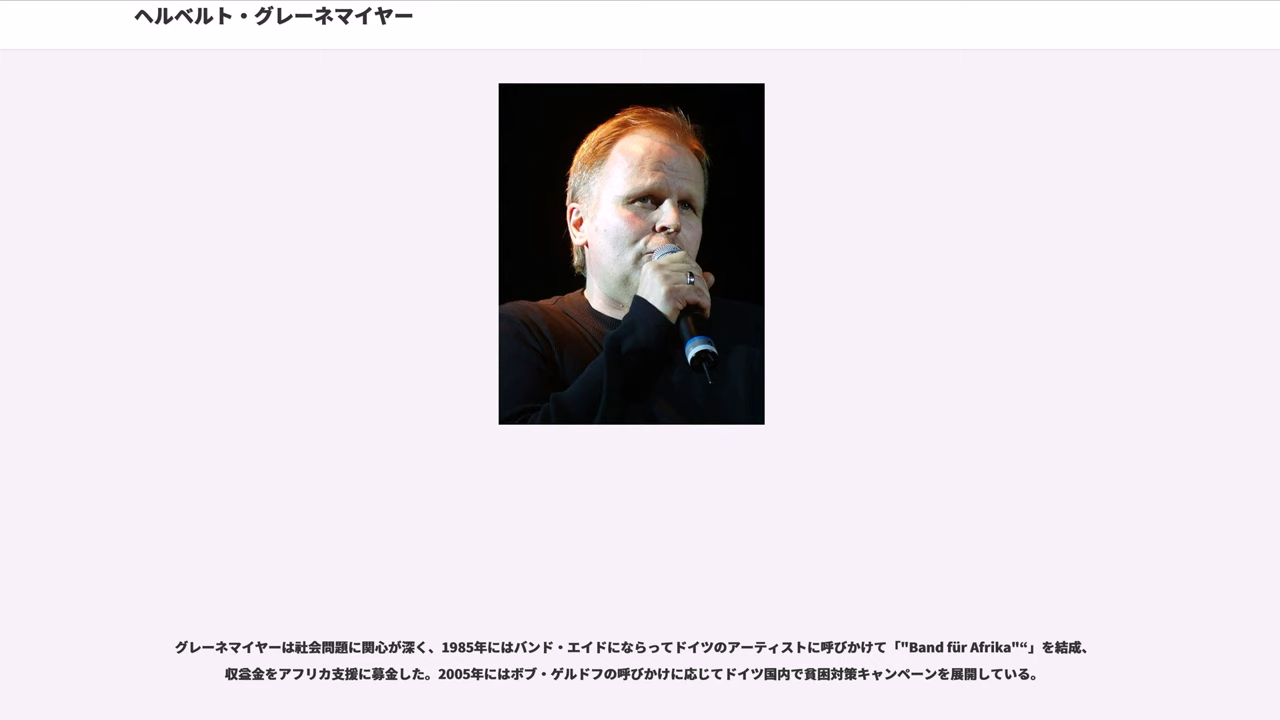 ヘルベルト・グレーネマイヤー
グレーネマイヤーは社会問題に関心が深く、1985年にはバンド・エイドにならってドイツのアーティストに呼びかけて「"Band für Afrika"“」を結成、
収益金をアフリカ支援に募金した。2005年にはボブ・ゲルドフの呼びかけに応じてドイツ国内で貧困対策キャンペーンを展開している。